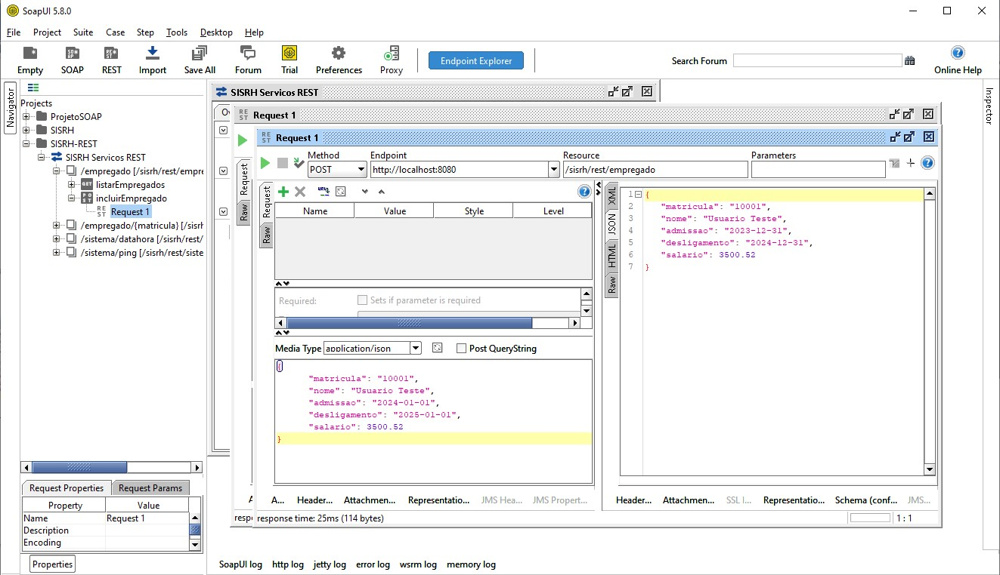 SoapUI 5.8.0
File Project Suite Case Step Tools Desktop Help
Empty SOAP REST Import Save All Forum Trial Preferences Proxy
Endpoint Explorer
Search Forum
Online Help
Navigator
Projects
ProjetoSOAP
SISRH
SISRH-REST
SISRH Servicos REST
/empregado [/sisrh/rest/empre
GET listarEmpregados
POST incluirEmpregado
REST Request 1
/empregado/{matricula} [/sisrh
/sistema/datahora [/sisrh/rest/
/sistema/ping [/sisrh/rest/siste
Request Properties Request Params
Property Value
Name Request 1
Description
Encoding
Properties
SISRH Servicos REST
Ov
REST Request 1
Request
Raw
REST Request 1
Method Endpoint Resource Parameters
POST http://localhost:8080 /sisrh/rest/empregado
Request
Raw
Name Value Style Level
Required: Sets if parameter is required
Media Type application/json Post QueryString
{
"matricula": "10001",
"nome": "Usuario Teste",
"admissao": "2024-01-01",
"desligamento": "2025-01-01",
"salario": 3500.52
}
A... Header... Attachmen... Representatio... JMS Hea... JMS Propert...
XML
JSON
HTML
Raw
1 {
2 "matricula": "10001",
3 "nome": "Usuario Teste",
4 "admissao": "2023-12-31",
5 "desligamento": "2024-12-31",
6 "salario": 3500.52
7 }
Header... Attachmen... SSL I... Representatio... Schema (conf... JMS...
A
resp
response time: 25ms (114 bytes)
1 : 1
Inspector
SoapUI log http log jetty log error log wsrm log memory log